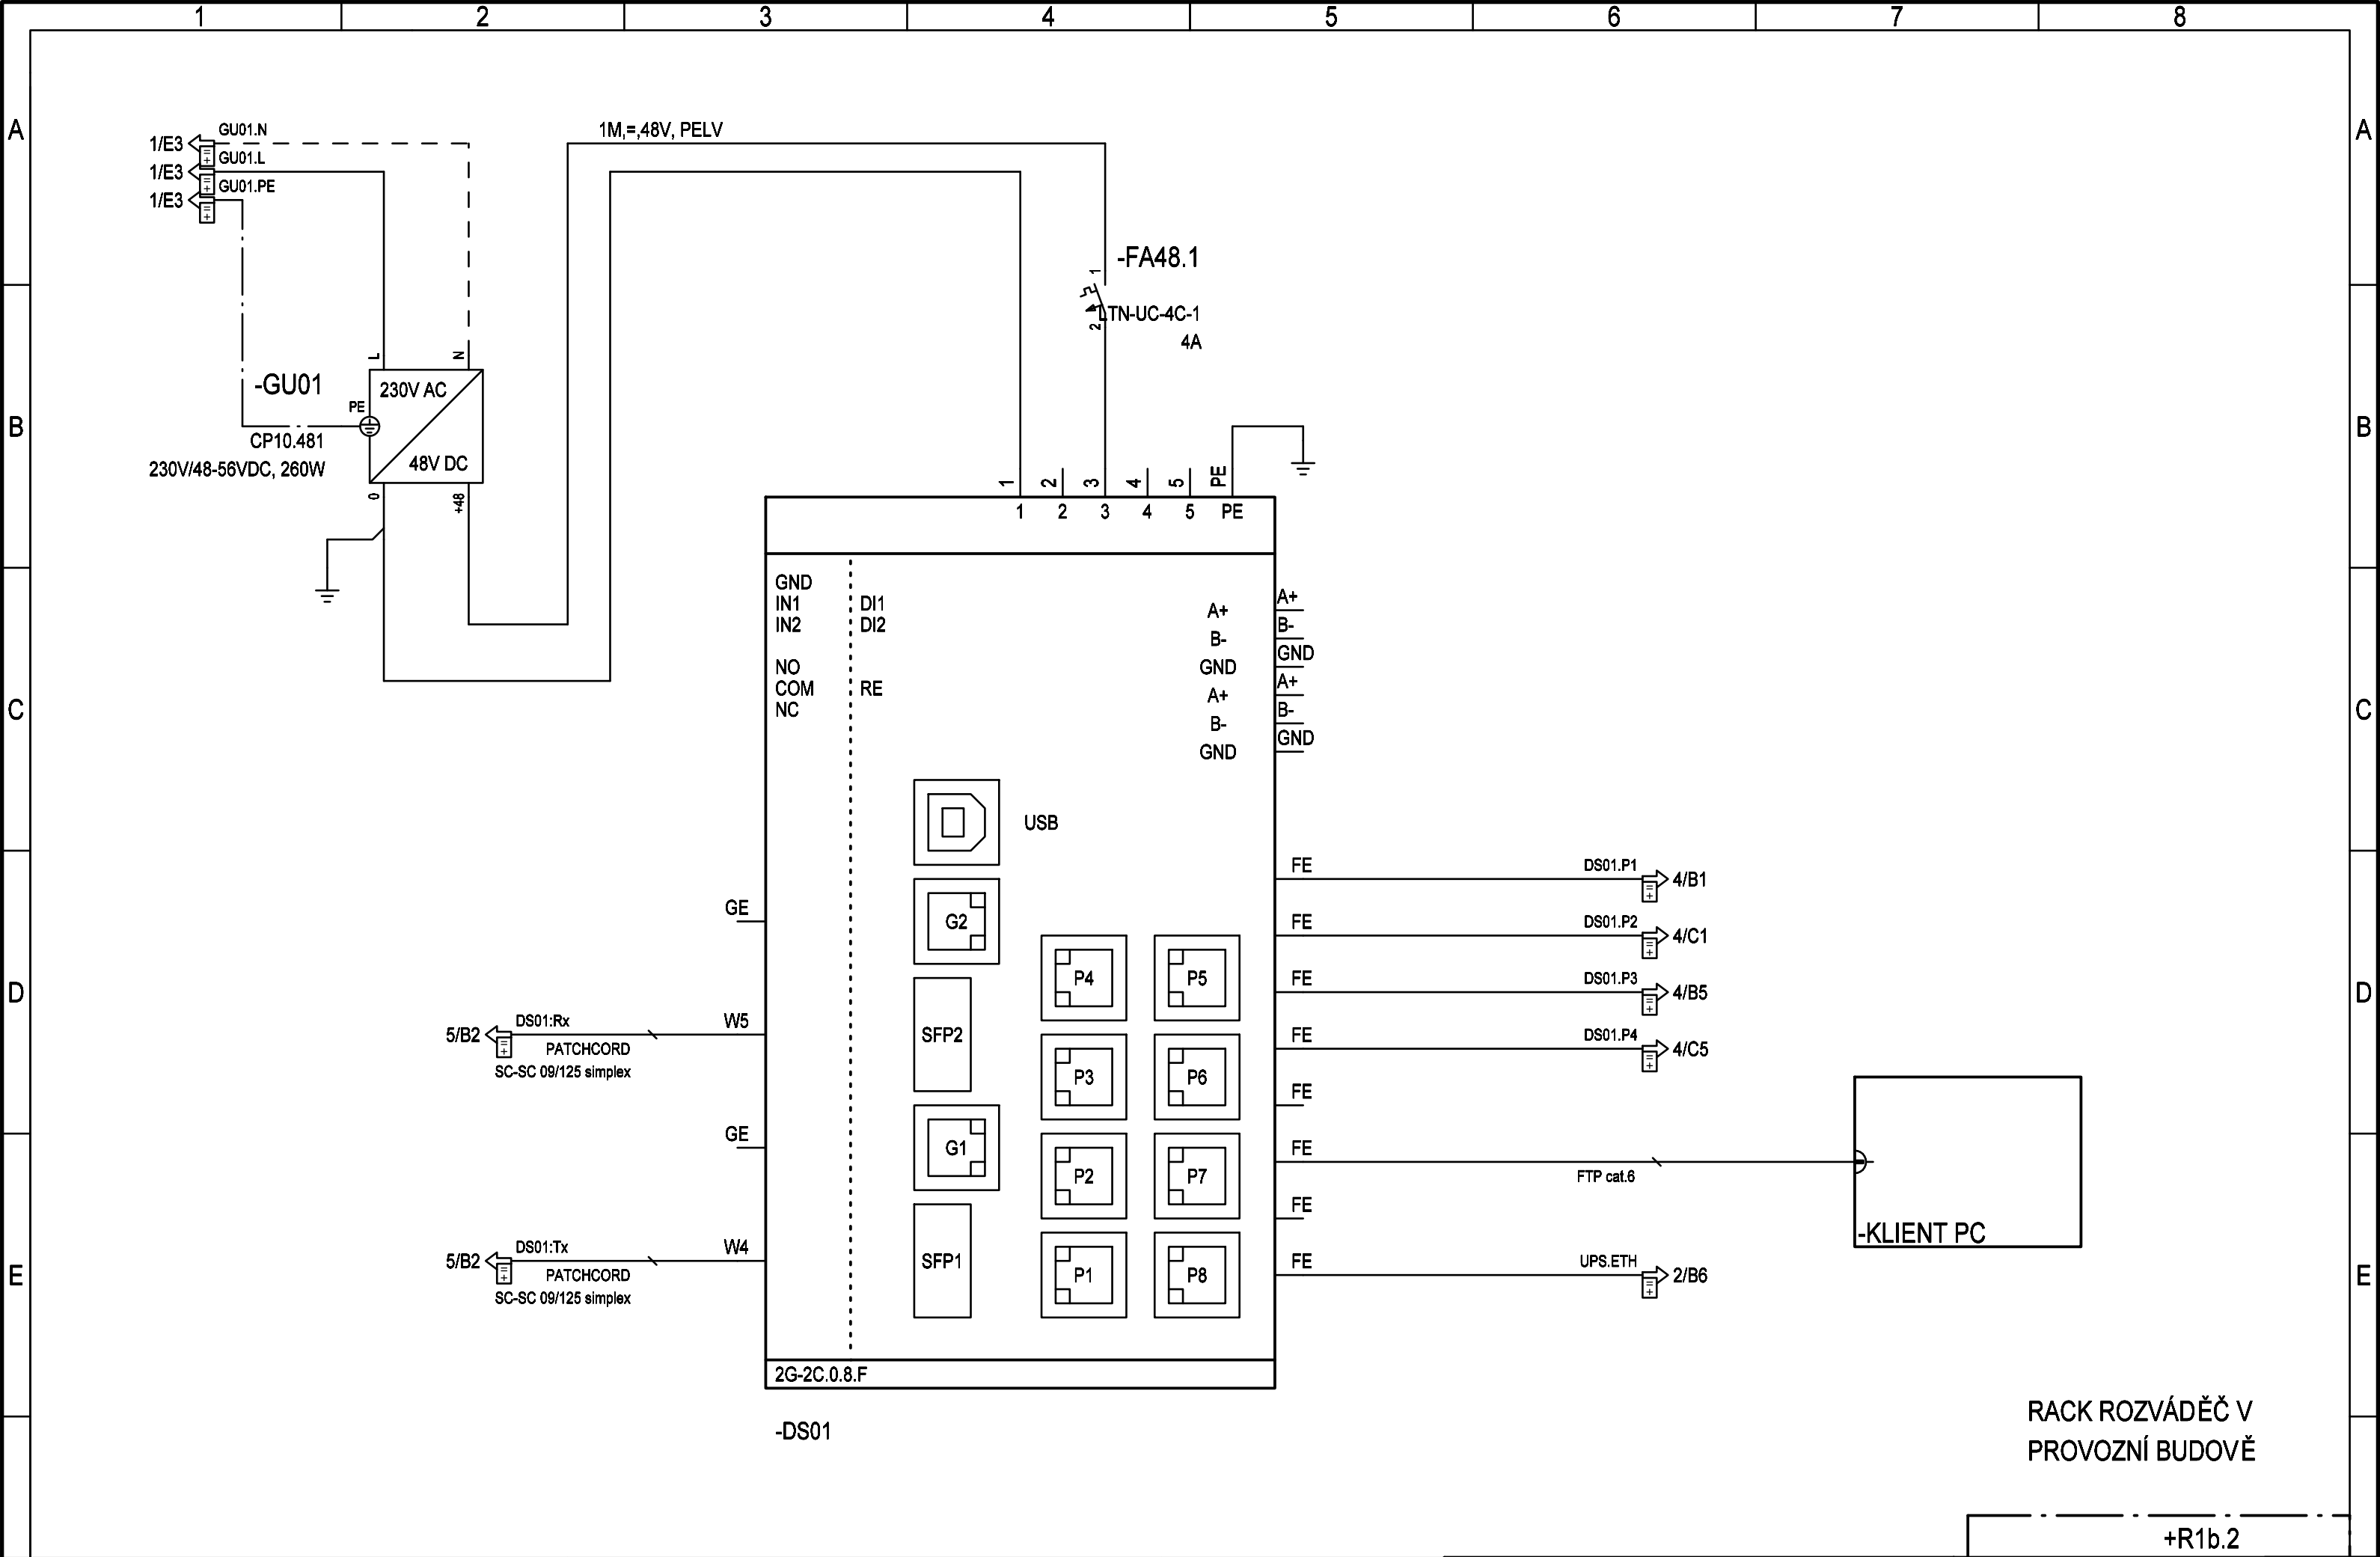 1 2 3 4 5 6 7 8
A A
GU01.N
1/E3
GU01.L
1/E3
GU01.PE
1/E3
1M,=,48V, PELV
-FA48.1
1
LTN-UC-4C-1
2
4A
L N
-GU01
230V AC
PE
B B
CP10.481
48V DC
230V/48-56VDC, 260W
0 +48
1 2 3 4 5 PE
1 2 3 4 5 PE
GND
IN1 DI1
IN2 DI2
NO
COM RE
NC
A+ A+
B- B-
GND GND
A+ A+
B- B-
GND GND
C C
USB
FE DS01.P1 4/B1
GE G2
FE DS01.P2 4/C1
P4 P5
FE DS01.P3 4/B5
D D
5/B2 DS01:Rx W5 SFP2
PATCHCORD
SC-SC 09/125 simplex
FE DS01.P4 4/C5
P3 P6
FE
GE G1
FE
FTP cat.6
P2 P7
FE
-KLIENT PC
5/B2 DS01:Tx W4 SFP1
PATCHCORD
SC-SC 09/125 simplex
FE UPS.ETH 2/B6
P1 P8
E E
2G-2C.0.8.F
-DS01
RACK ROZVÁDĚČ V
PROVOZNÍ BUDOVĚ
+R1b.2